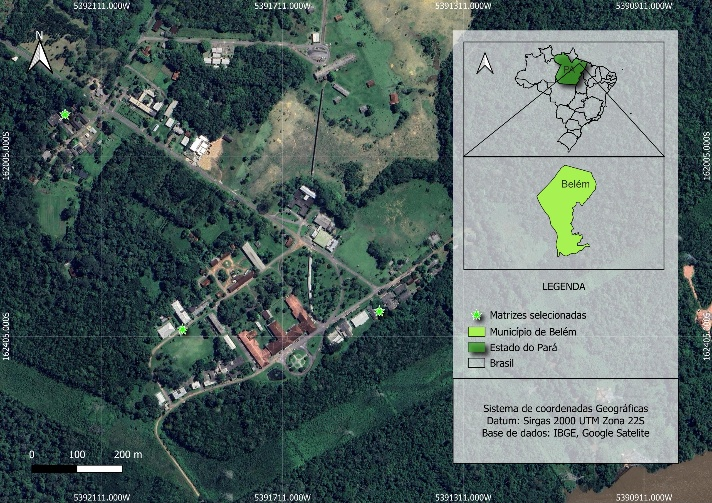 5392111.000W 5391711.000W 5391311.000W 5390911.000W
N
PA
162005.000S
162005.000S
Belém
LEGENDA
Matrizes selecionadas
Município de Belém
Estado do Pará
Brasil
162405.000S
162405.000S
Sistema de coordenadas Geográficas
Datum: Sirgas 2000 UTM Zona 22S
Base de dados: IBGE, Google Satelite
0 100 200 m
5392111.000W 5391711.000W 5391311.000W 5390911.000W